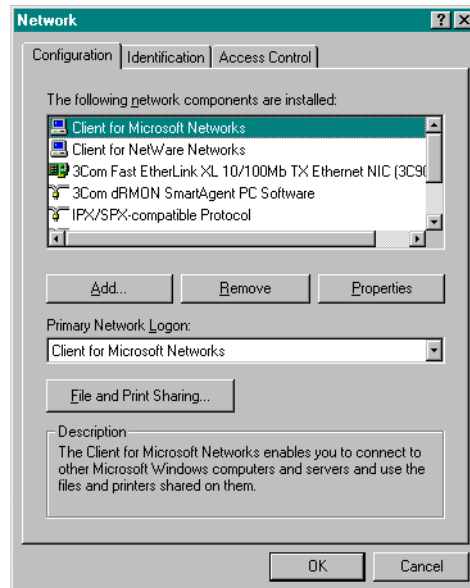 Network
Configuration Identification Access Control
The following network components are installed:
Client for Microsoft Networks
Client for NetWare Networks
3Com Fast EtherLink XL 10/100Mb TX Ethernet NIC (3C90
3Com dRMON SmartAgent PC Software
IPX/SPX-compatible Protocol
Add... Remove Properties
Primary Network Logon:
Client for Microsoft Networks
File and Print Sharing...
Description
The Client for Microsoft Networks enables you to connect to
other Microsoft Windows computers and servers and use the
files and printers shared on them.
OK Cancel